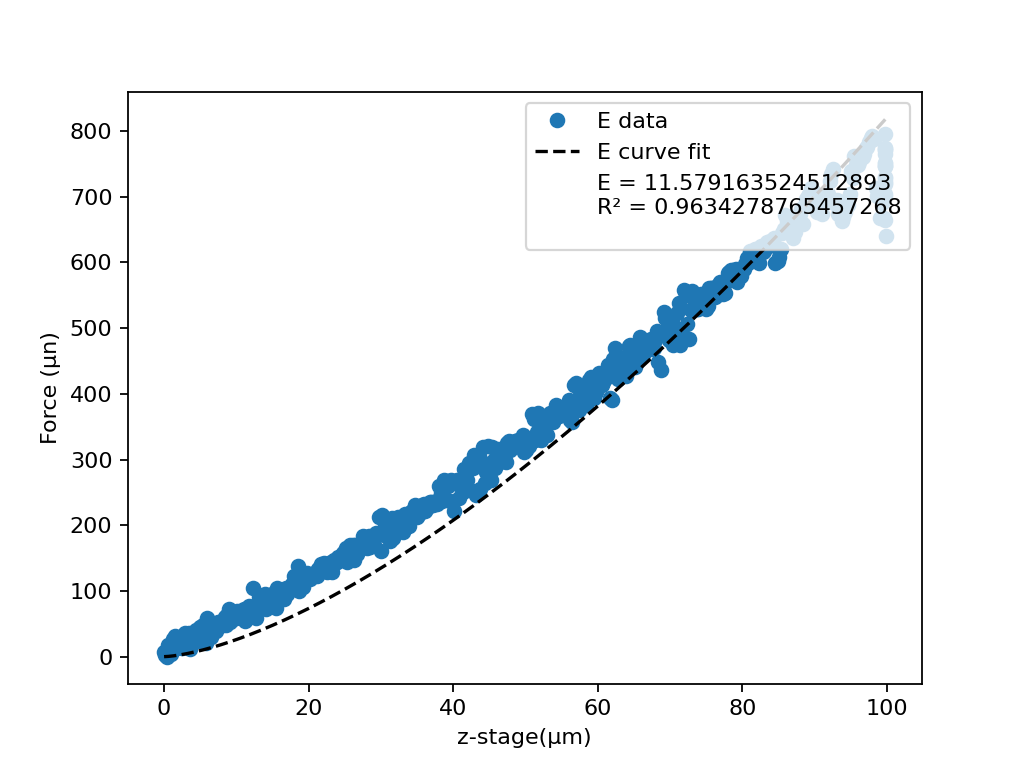 E data
E curve fit
E = 11.579163524512893
R² = 0.9634278765457268
800
700
600
500
400
300
200
100
0
Force (μn)
0 20 40 60 80 100
z-stage(μm)